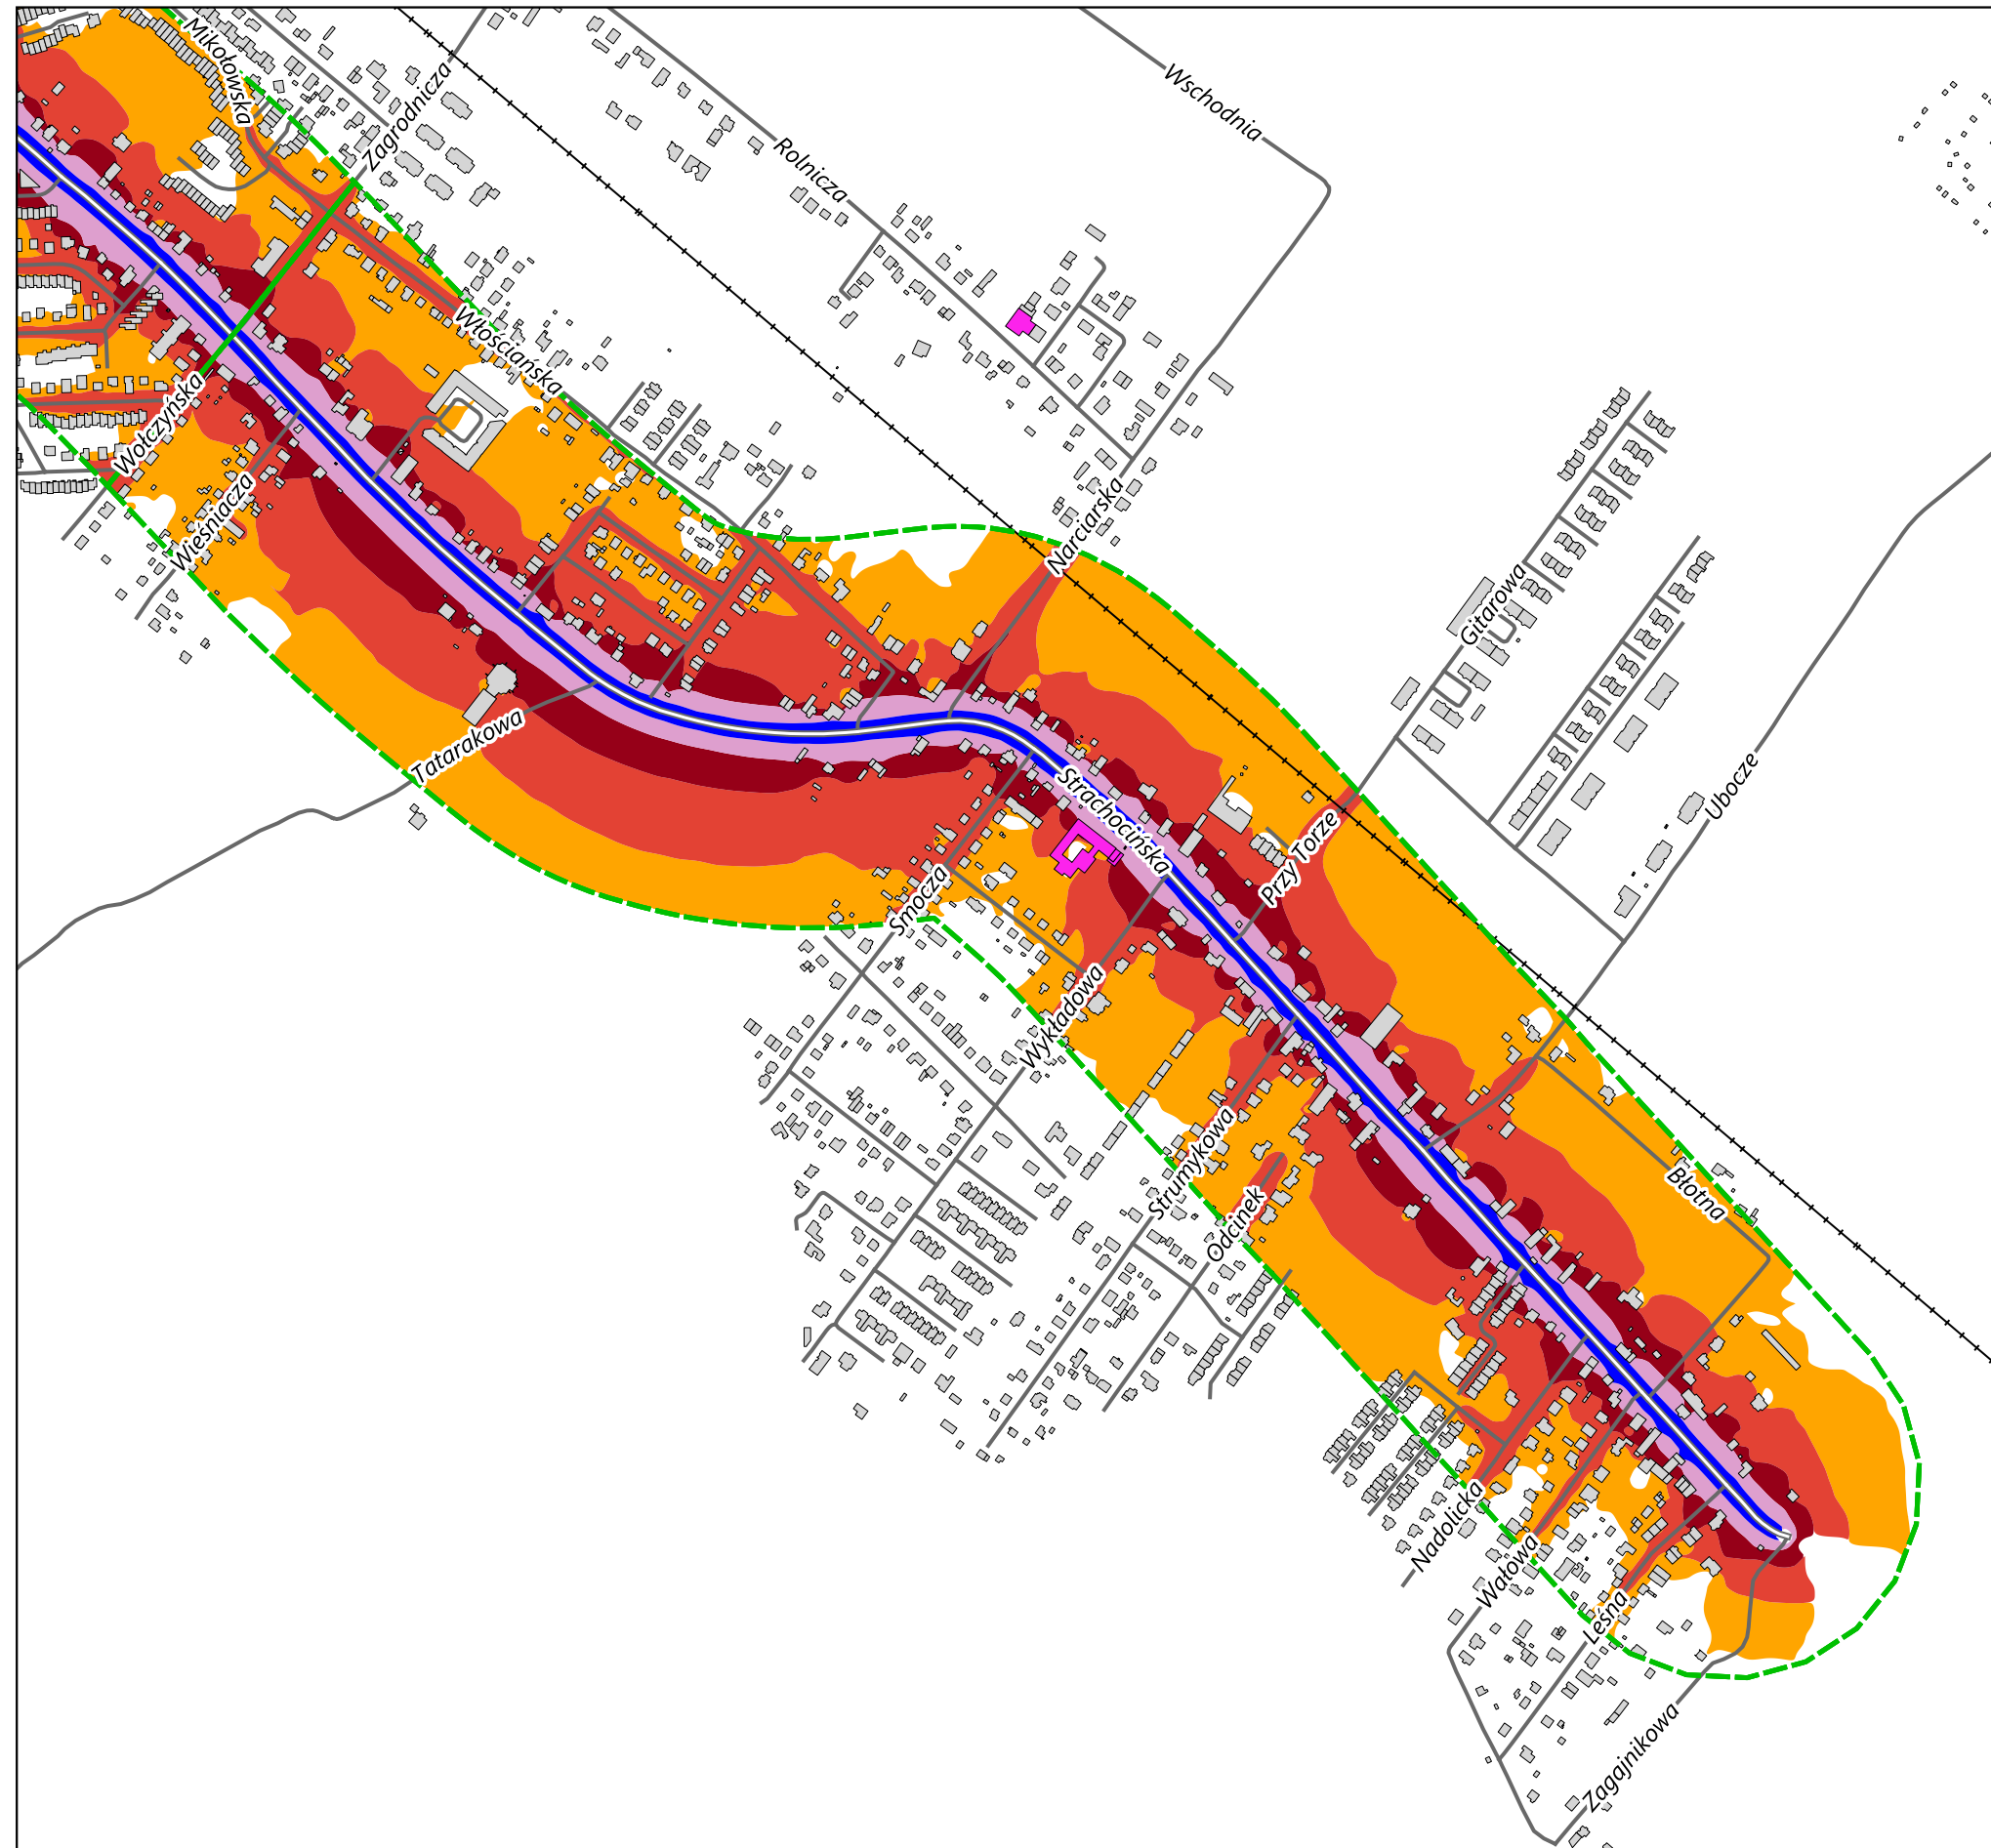 Mikołowska
Zagrodnicza
Wschodnia
Rolnicza
Włościańska
Wołczyńska
Wieśniacza
Narciarska
Gitarowa
Tatarakowa
Strachocińska
Ubocze
Przy Torze
Smocza
Wykładowa
Strumykowa
Odcinek
Błotna
Nadolicka
Wałowa
Leśna
Zagajnikowa